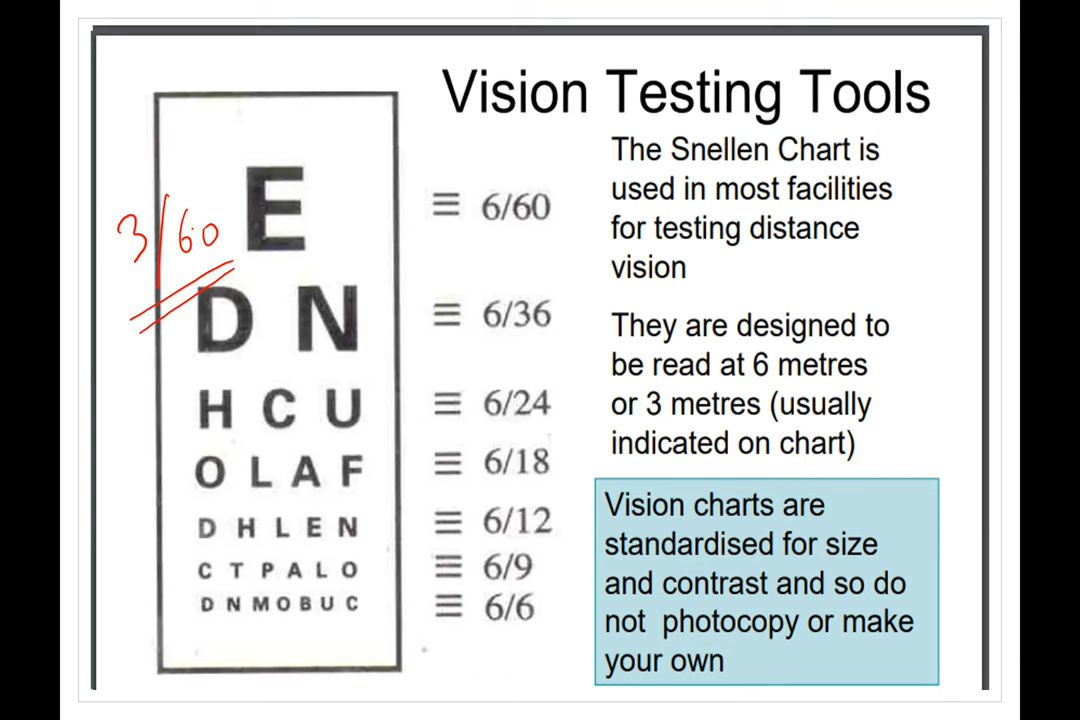 Vision Testing Tools
E ≡ 6/60
3/60
D N ≡ 6/36
H C U ≡ 6/24
O L A F ≡ 6/18
D H L E N ≡ 6/12
C T P A L O ≡ 6/9
D N M O B U C ≡ 6/6
The Snellen Chart is
used in most facilities
for testing distance
vision
They are designed to
be read at 6 metres
or 3 metres (usually
indicated on chart)
Vision charts are
standardised for size
and contrast and so do
not photocopy or make
your own